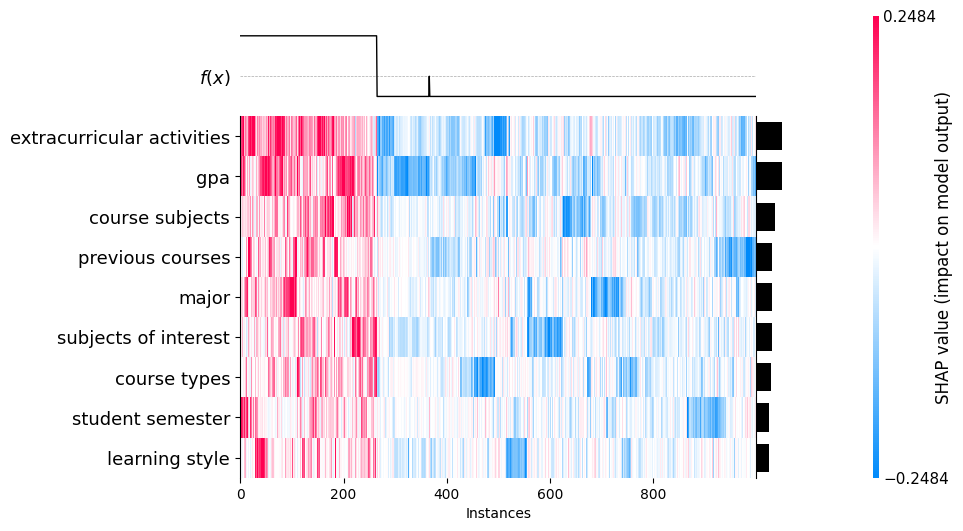 0.2484
f(x)
extracurricular activities
gpa
course subjects
previous courses
major
subjects of interest
course types
student semester
learning style
0 200 400 600 800
Instances
−0.2484
SHAP value (impact on model output)